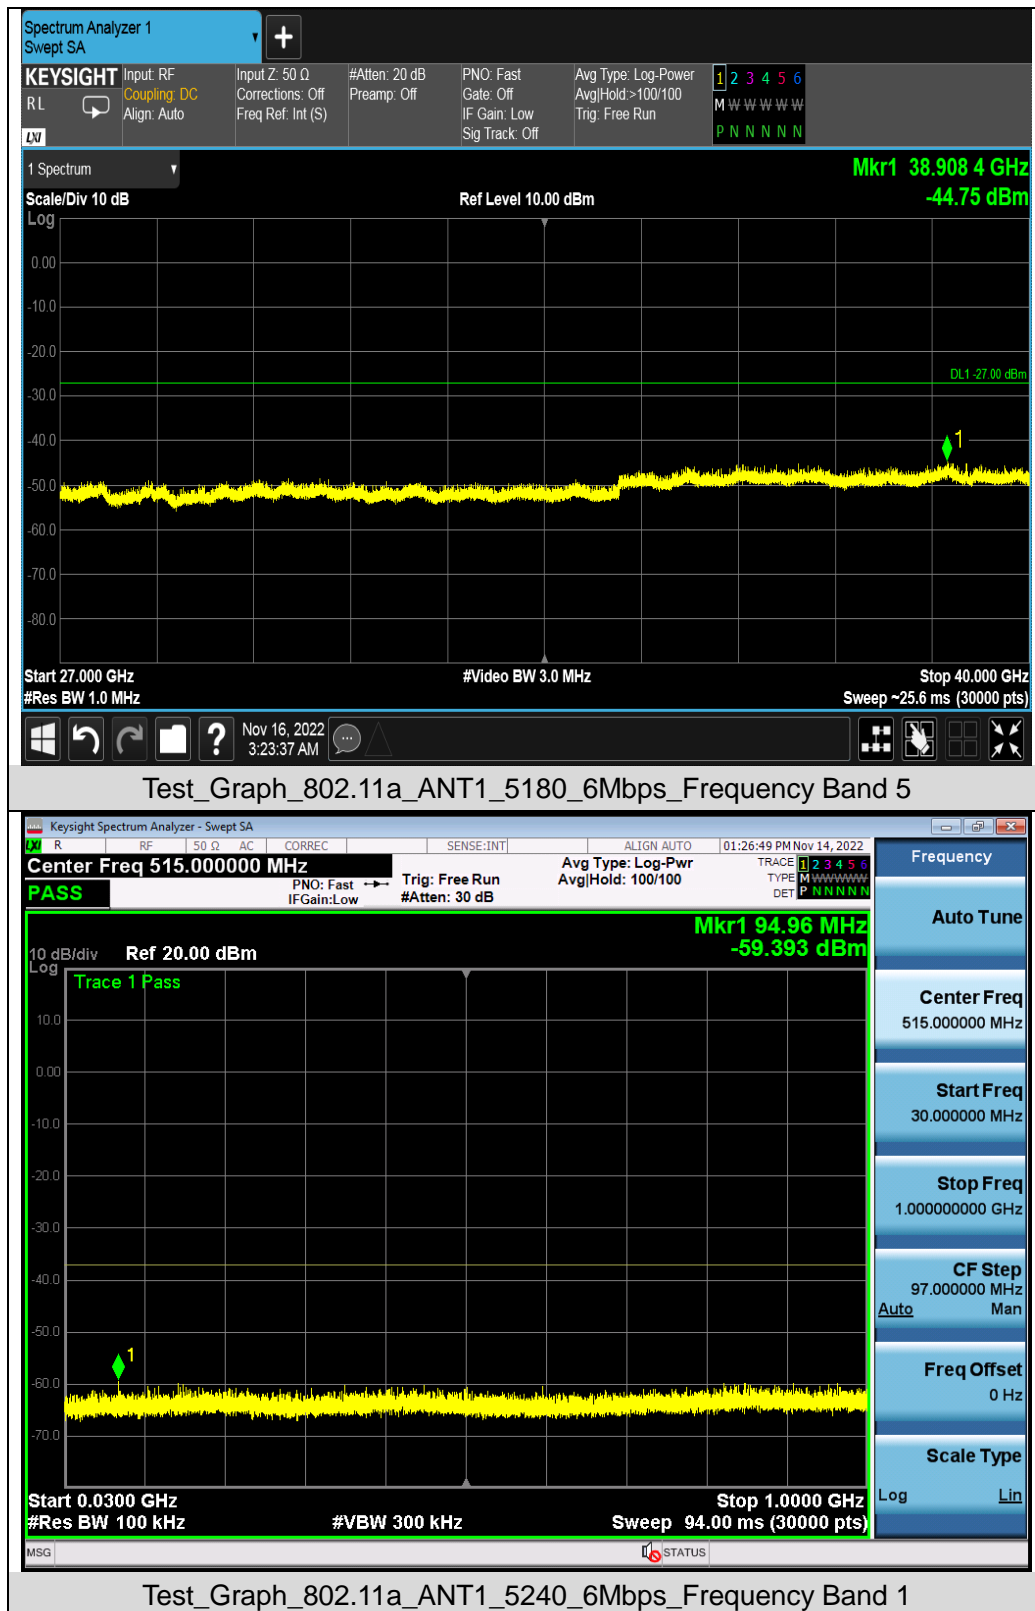 Spectrum Analyzer 1
Swept SA
+
KEYSIGHT Input: RF Input Z: 50 Ω #Atten: 20 dB PNO: Fast Avg Type: Log-Power 1 2 3 4 5 6
RL Coupling: DC Corrections: Off Preamp: Off Gate: Off Avg|Hold:>100/100 M W W W W W
Align: Auto Freq Ref: Int (S) IF Gain: Low Trig: Free Run
LXI Sig Track: Off P N N N N N
1 Spectrum Mkr1 38.908 4 GHz
Scale/Div 10 dB Ref Level 10.00 dBm -44.75 dBm
Log
0.00
-10.0
-20.0
DL1 -27.00 dBm
-30.0
-40.0
1
-50.0
-60.0
-70.0
-80.0
Start 27.000 GHz #Video BW 3.0 MHz Stop 40.000 GHz
#Res BW 1.0 MHz Sweep ~25.6 ms (30000 pts)
? Nov 16, 2022
3:23:37 AM
Test_Graph_802.11a_ANT1_5180_6Mbps_Frequency Band 5
Keysight Spectrum Analyzer - Swept SA
LXI R RF 50 Ω AC CORREC SENSE:INT ALIGN AUTO 01:26:49 PM Nov 14, 2022
Center Freq 515.000000 MHz Avg Type: Log-Pwr TRACE 1 2 3 4 5 6
PASS PNO: Fast Trig: Free Run Avg|Hold: 100/100 TYPE M W W W W W
IFGain:Low #Atten: 30 dB DET P N N N N N
Mkr1 94.96 MHz
10 dB/div Ref 20.00 dBm -59.393 dBm
Log
Trace 1 Pass
10.0
0.00
-10.0
-20.0
-30.0
-40.0
-50.0
1
-60.0
-70.0
Start 0.0300 GHz Stop 1.0000 GHz
#Res BW 100 kHz #VBW 300 kHz Sweep 94.00 ms (30000 pts)
MSG STATUS
Frequency
Auto Tune
Center Freq
515.000000 MHz
Start Freq
30.000000 MHz
Stop Freq
1.000000000 GHz
CF Step
97.000000 MHz
Auto Man
Freq Offset
0 Hz
Scale Type
Log Lin
Test_Graph_802.11a_ANT1_5240_6Mbps_Frequency Band 1